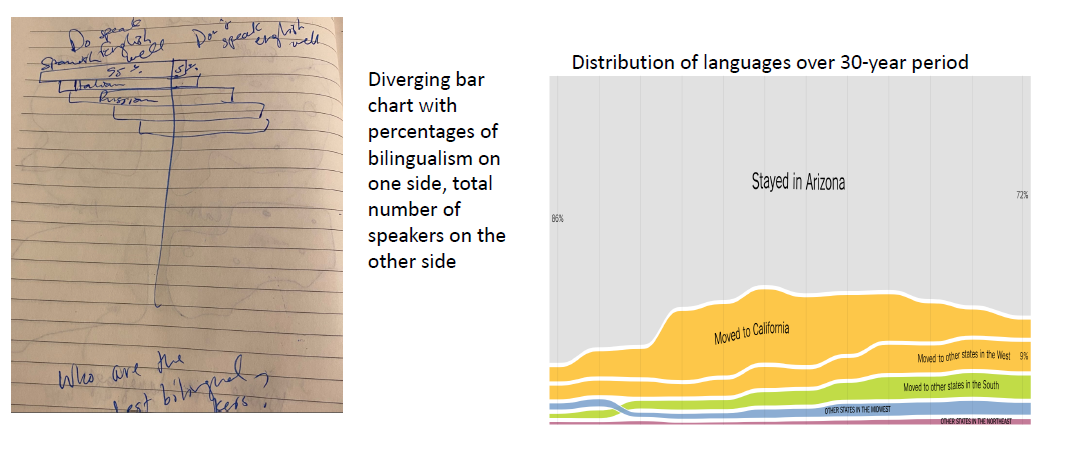 Do speak
English
well
Don't
speak english
well
Spanish
95 %
5%
Italian
Russian
Who are the
bilingual
Diverging bar
chart with
percentages of
bilingualism on
one side, total
number of
speakers on the
other side
Distribution of languages over 30-year period
Stayed in Arizona
86%
72%
Moved to California
Moved to other states in the West 9%
Moved to other states in the South
OTHER STATES IN THE MIDWEST
OTHER STATES IN THE NORTHEAST